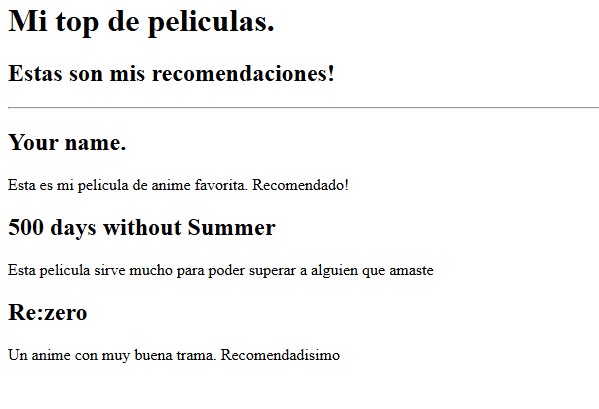 Mi top de peliculas.
Estas son mis recomendaciones!
Your name.
Esta es mi pelicula de anime favorita. Recomendado!
500 days without Summer
Esta pelicula sirve mucho para poder superar a alguien que amaste
Re:zero
Un anime con muy buena trama. Recomendadisimo